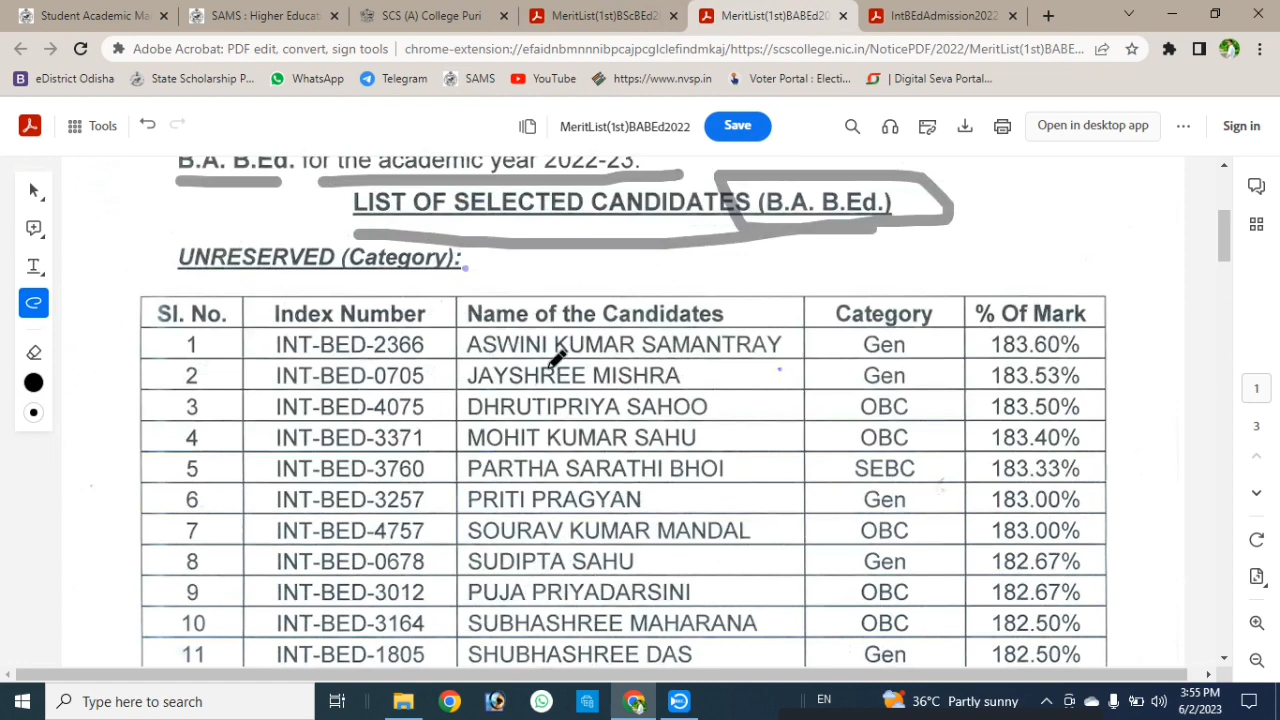 Student Academic Ma
SAMS : Higher Educat
SCS (A) College Puri
MeritList(1st)BScBEd2
MeritList(1st)BABEd20
IntBEdAdmission2022
Adobe Acrobat: PDF edit, convert, sign tools | chrome-extension://efaidnbmnnnibpcajpcglclefindmkaj/https://scscollege.nic.in/NoticePDF/2022/MeritList(1st)BABE...
eDistrict Odisha State Scholarship P... WhatsApp Telegram SAMS YouTube https://www.nvsp.in Voter Portal : Electi... | Digital Seva Portal...
Tools MeritList(1st)BABEd2022 Save Open in desktop app Sign in
B.A. B.Ed. for the academic year 2022-23.
LIST OF SELECTED CANDIDATES (B.A. B.Ed.)
UNRESERVED (Category):
Sl. No. Index Number Name of the Candidates Category % Of Mark
1 INT-BED-2366 ASWINI KUMAR SAMANTRAY Gen 183.60%
2 INT-BED-0705 JAYSHREE MISHRA Gen 183.53%
3 INT-BED-4075 DHRUTIPRIYA SAHOO OBC 183.50%
4 INT-BED-3371 MOHIT KUMAR SAHU OBC 183.40%
5 INT-BED-3760 PARTHA SARATHI BHOI SEBC 183.33%
6 INT-BED-3257 PRITI PRAGYAN Gen 183.00%
7 INT-BED-4757 SOURAV KUMAR MANDAL OBC 183.00%
8 INT-BED-0678 SUDIPTA SAHU Gen 182.67%
9 INT-BED-3012 PUJA PRIYADARSINI OBC 182.67%
10 INT-BED-3164 SUBHASHREE MAHARANA OBC 182.50%
11 INT-BED-1805 SHUBHASHREE DAS Gen 182.50%
1
3
Type here to search
EN
36°C Partly sunny
3:55 PM
6/2/2023